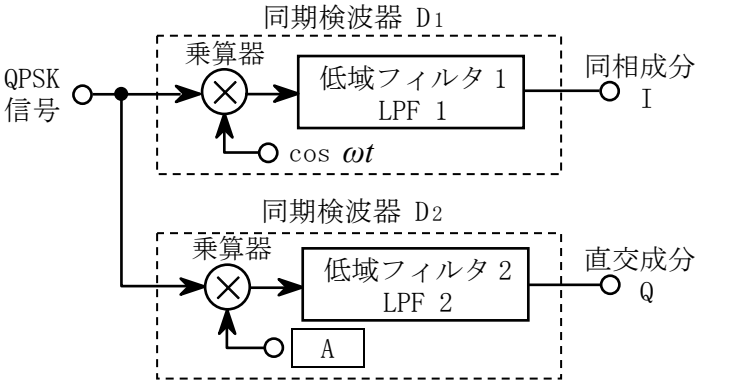 同期検波器 D1
乗算器
QPSK
信号
低域フィルタ 1
LPF 1
同相成分
I
cos ωt
同期検波器 D2
乗算器
低域フィルタ 2
LPF 2
直交成分
Q
A